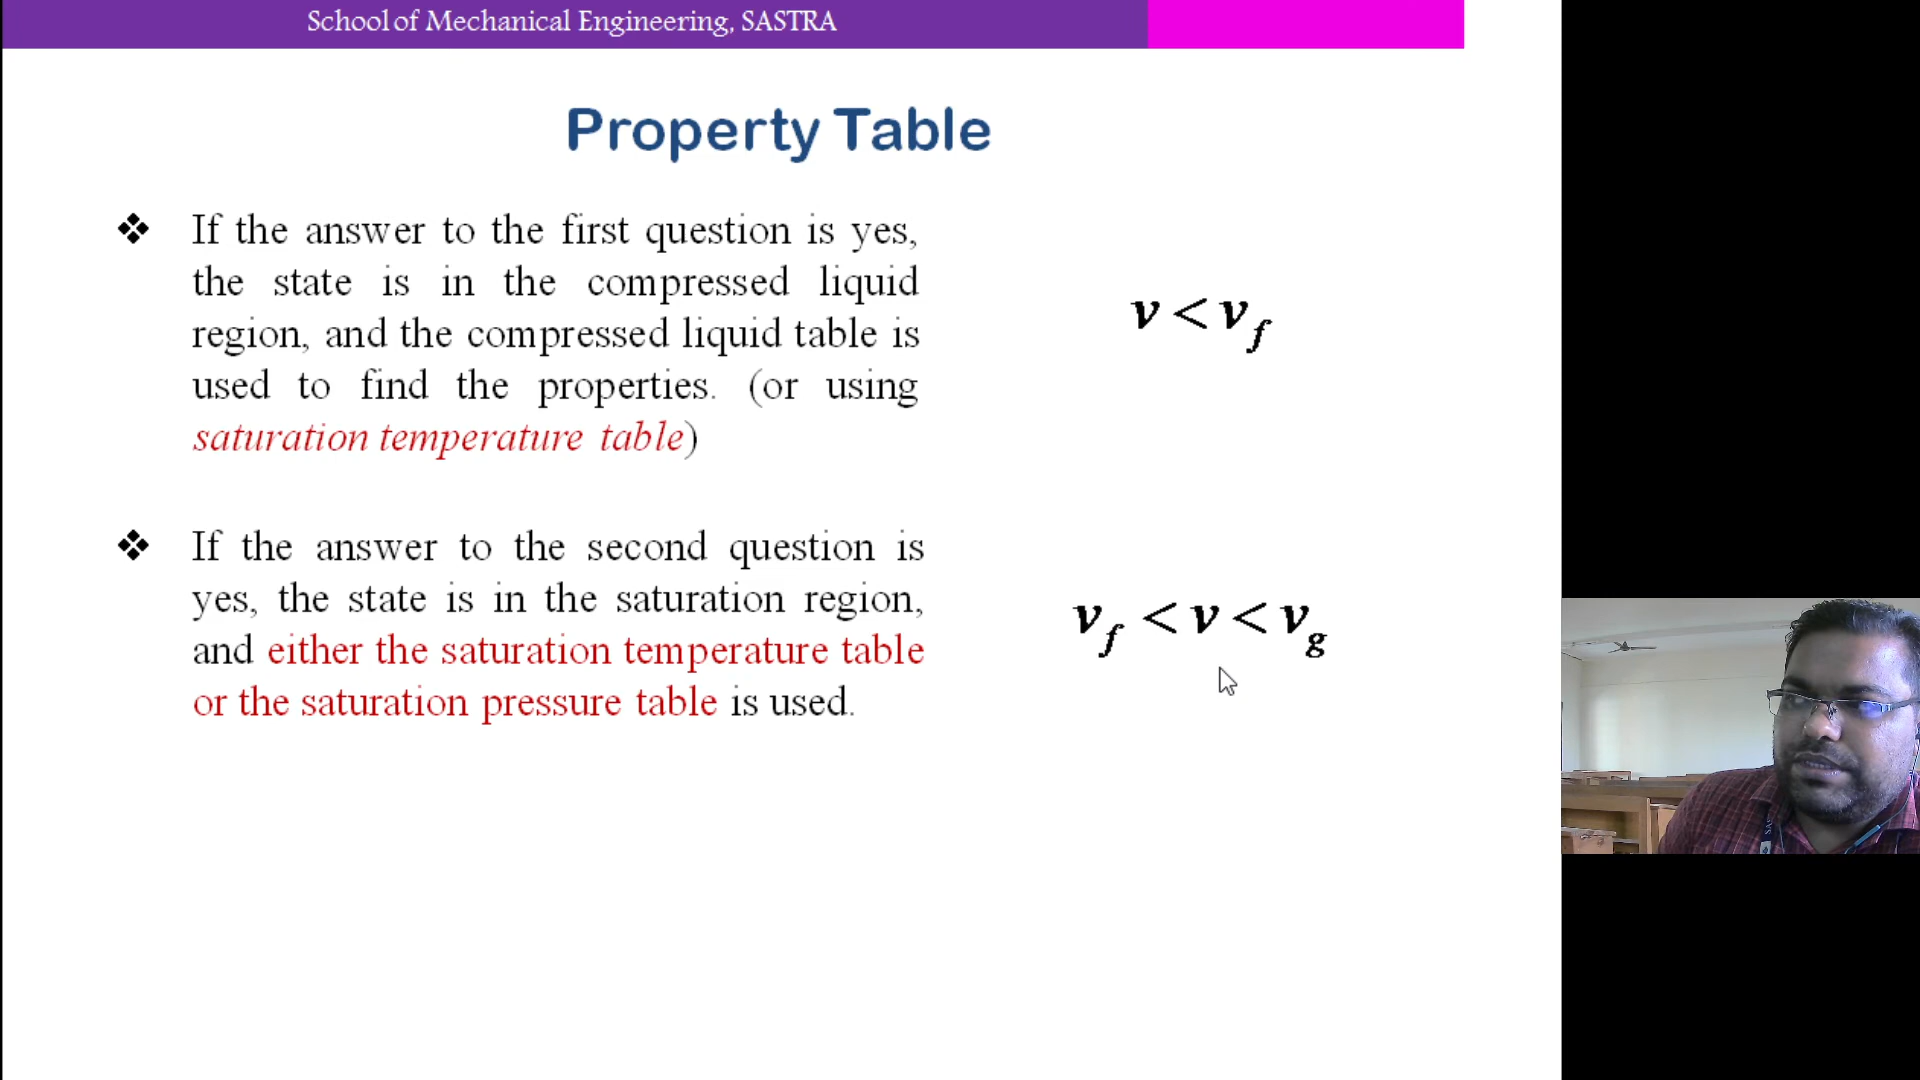 School of Mechanical Engineering, SASTRA
Property Table
❖ If the answer to the first question is yes,
the state is in the compressed liquid
region, and the compressed liquid table is
used to find the properties. (or using
saturation temperature table)
v < v_f
❖ If the answer to the second question is
yes, the state is in the saturation region,
and either the saturation temperature table
or the saturation pressure table is used.
v_f < v < v_g